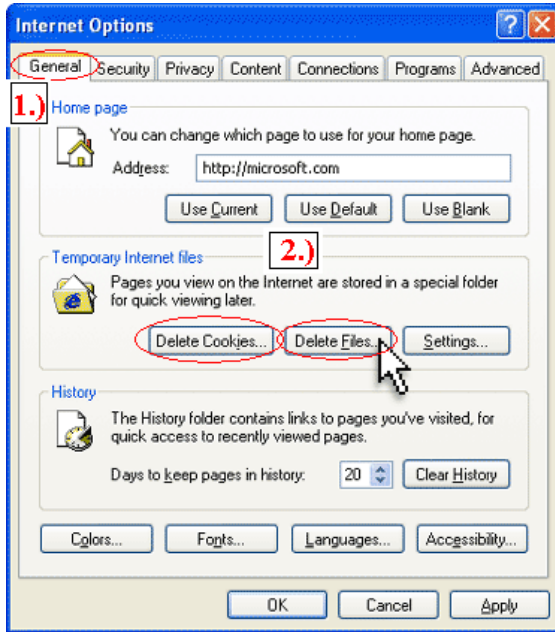 Internet Options
General Security Privacy Content Connections Programs Advanced
1.)
Home page
You can change which page to use for your home page.
Address: http://microsoft.com
Use Current Use Default Use Blank
2.)
Temporary Internet files
Pages you view on the Internet are stored in a special folder
for quick viewing later.
Delete Cookies... Delete Files... Settings...
History
The History folder contains links to pages you've visited, for
quick access to recently viewed pages.
Days to keep pages in history: 20 Clear History
Colors... Fonts... Languages... Accessibility...
OK Cancel Apply